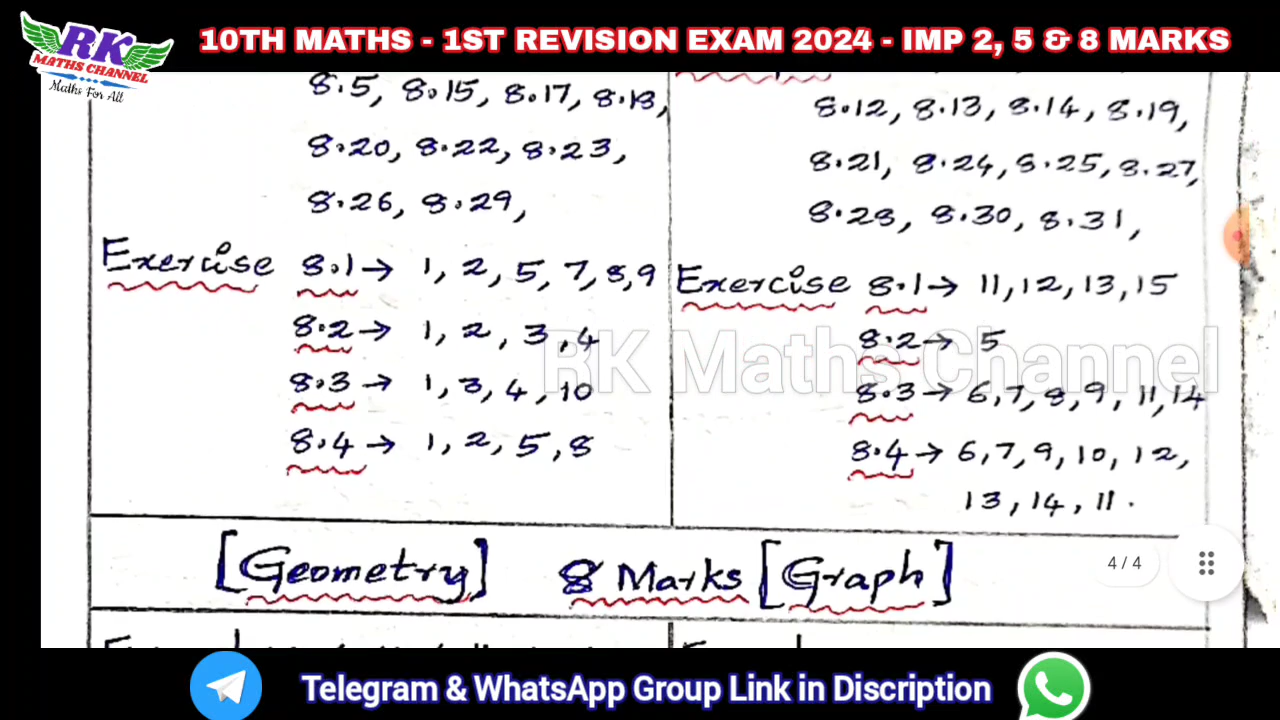 RK
MATHS CHANNEL
Maths For All
10TH MATHS - 1ST REVISION EXAM 2024 - IMP 2, 5 & 8 MARKS
8.5, 8.15, 8.17, 8.18,
8.20, 8.22, 8.23,
8.26, 8.29,
Exercise 8.1→ 1, 2, 5, 7, 8, 9
8.2→ 1, 2, 3, 4
8.3→ 1, 3, 4, 10
8.4→ 1, 2, 5, 8
8.12, 8.13, 8.14, 8.19,
8.21, 8.24, 8.25, 8.27,
8.28, 8.30, 8.31,
Exercise 8.1→ 11, 12, 13, 15
8.2→ 5
8.3→ 6, 7, 8, 9, 11, 14
8.4→ 6, 7, 9, 10, 12,
13, 14, 11.
RK Maths Channel
[Geometry] 8 Marks [Graph]
4/4
Telegram & WhatsApp Group Link in Discription